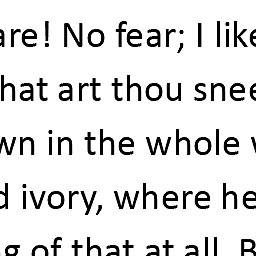 are! No fear; I like
hat art thou snee
wn in the whole
d ivory, where he
ng of that at all. B